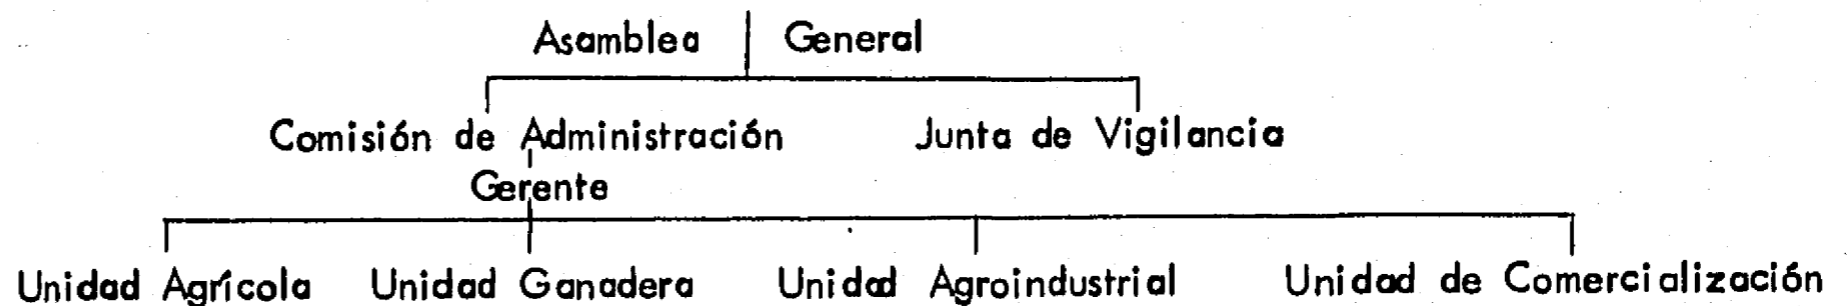 Asamblea General
Comisión de Administración Junta de Vigilancia
Gerente
Unidad Agrícola Unidad Ganadera Unidad Agroindustrial Unidad de Comercialización